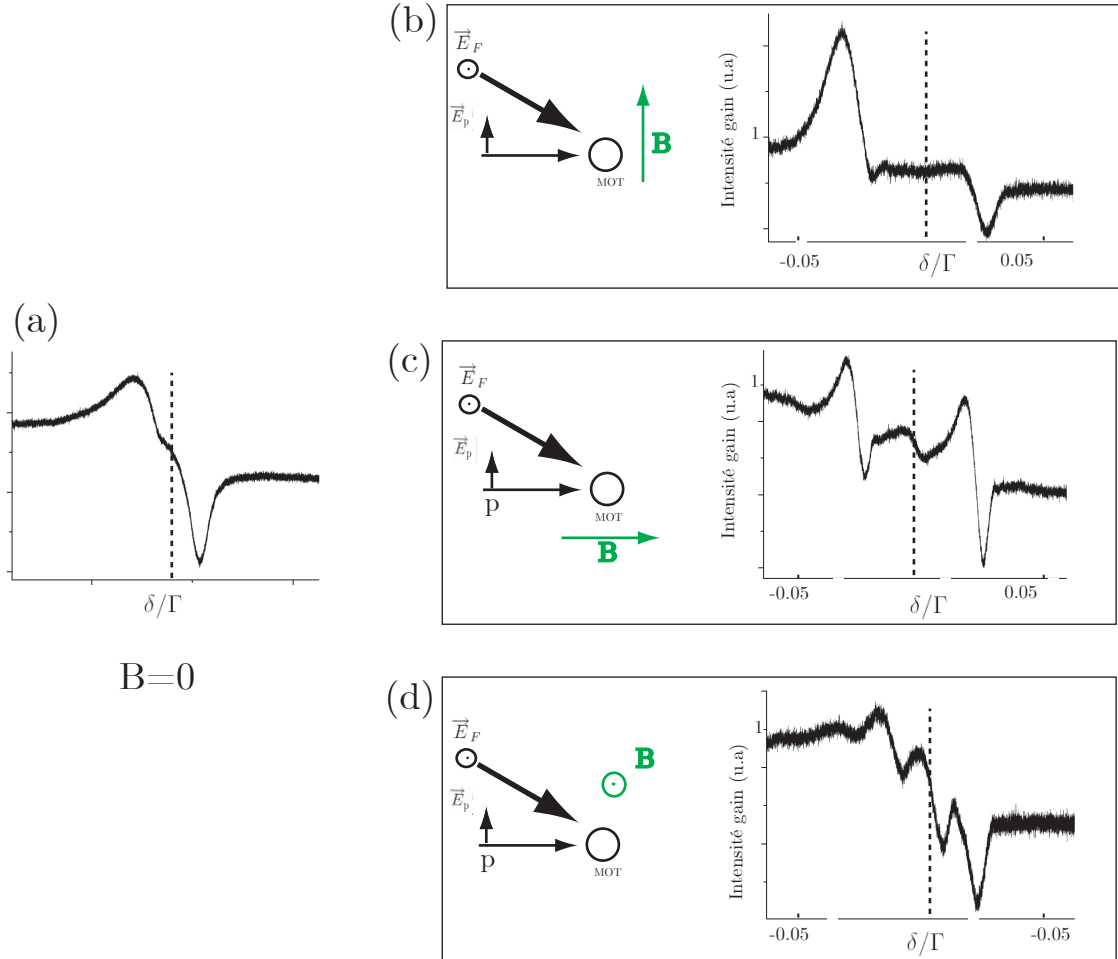 (a)
δ/Γ
B=0
(b)
E_F
E_p
B
MOT
Intensité gain (u.a)
1
-0.05
δ/Γ
0.05
(c)
E_F
E_p
p
MOT
B
Intensité gain (u.a)
1
-0.05
δ/Γ
0.05
(d)
E_F
E_p
p
B
MOT
Intensité gain (u.a)
1
-0.05
δ/Γ
-0.05